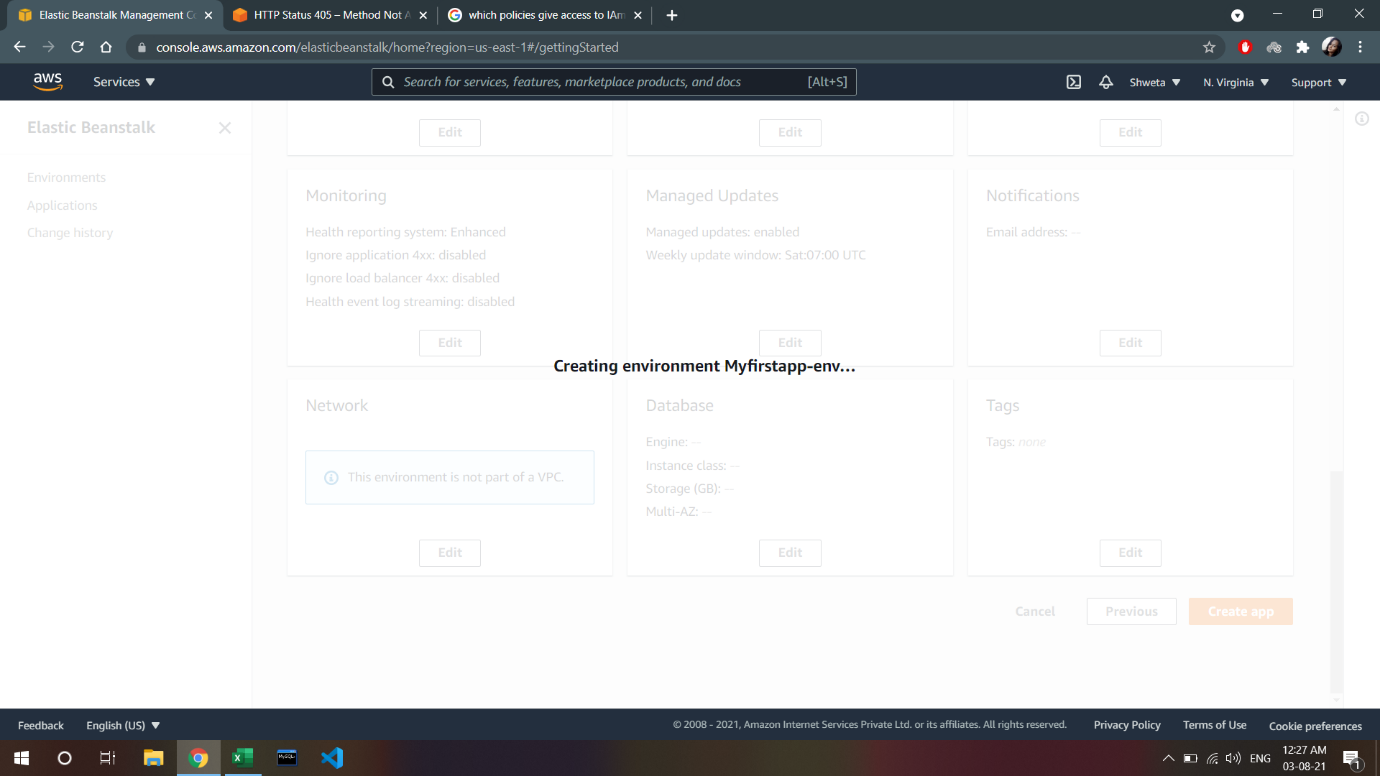 Elastic Beanstalk Management Co
HTTP Status 405 – Method Not A
which policies give access to IAm
console.aws.amazon.com/elasticbeanstalk/home?region=us-east-1#/gettingStarted
aws
Services
Search for services, features, marketplace products, and docs
[Alt+S]
Shweta
N. Virginia
Support
Elastic Beanstalk
Environments
Applications
Change history
Edit
Edit
Edit
Monitoring
Health reporting system: Enhanced
Ignore application 4xx: disabled
Ignore load balancer 4xx: disabled
Health event log streaming: disabled
Edit
Managed Updates
Managed updates: enabled
Weekly update window: Sat:07:00 UTC
Edit
Notifications
Email address: --
Edit
Creating environment Myfirstapp-env...
Network
This environment is not part of a VPC.
Edit
Database
Engine: --
Instance class: --
Storage (GB): --
Multi-AZ: --
Edit
Tags
Tags: none
Edit
Cancel
Previous
Create app
Feedback
English (US)
© 2008 - 2021, Amazon Internet Services Private Ltd. or its affiliates. All rights reserved.
Privacy Policy
Terms of Use
Cookie preferences
MySQL
ENG
12:27 AM
03-08-21
1